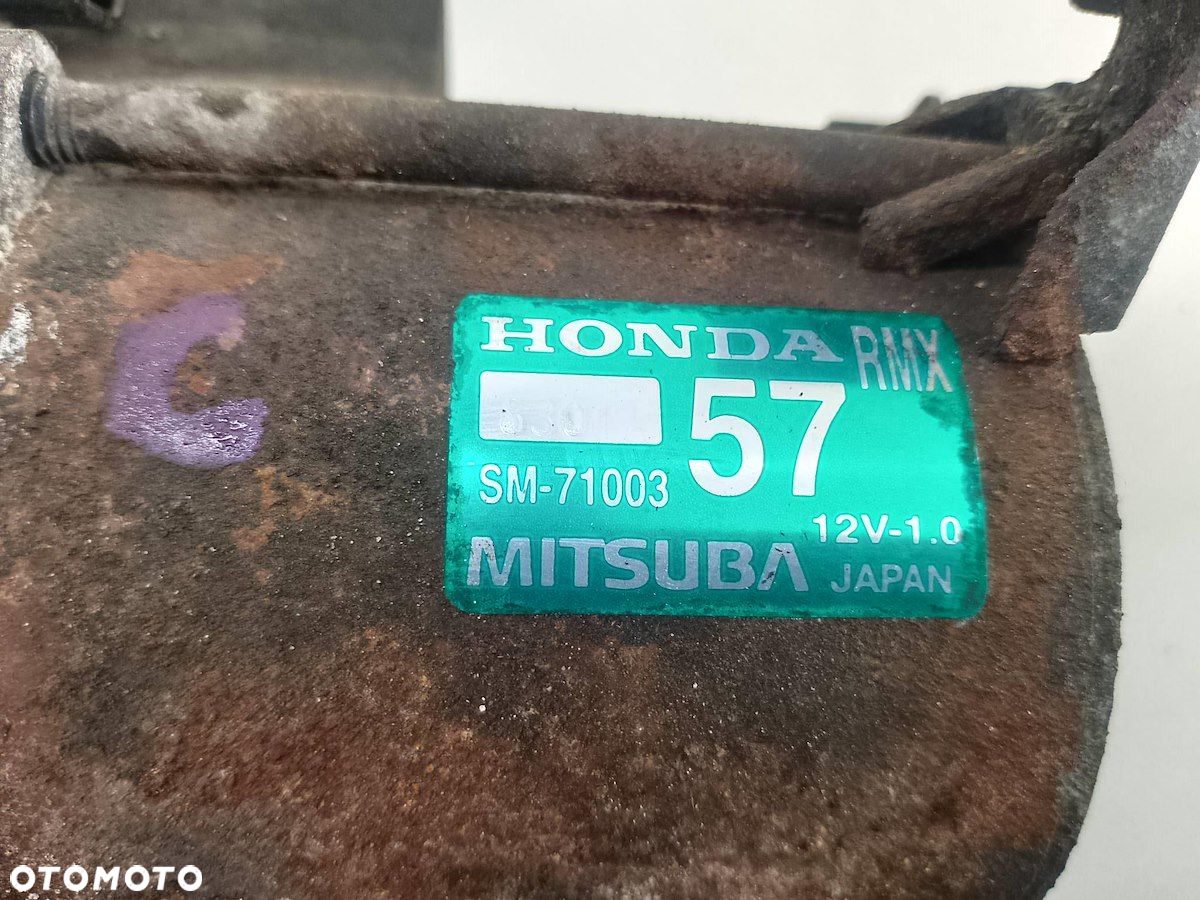 C
HONDA RMX
57
SM-71003
12V-1.0
MITSUBA JAPAN
OTOMOTO